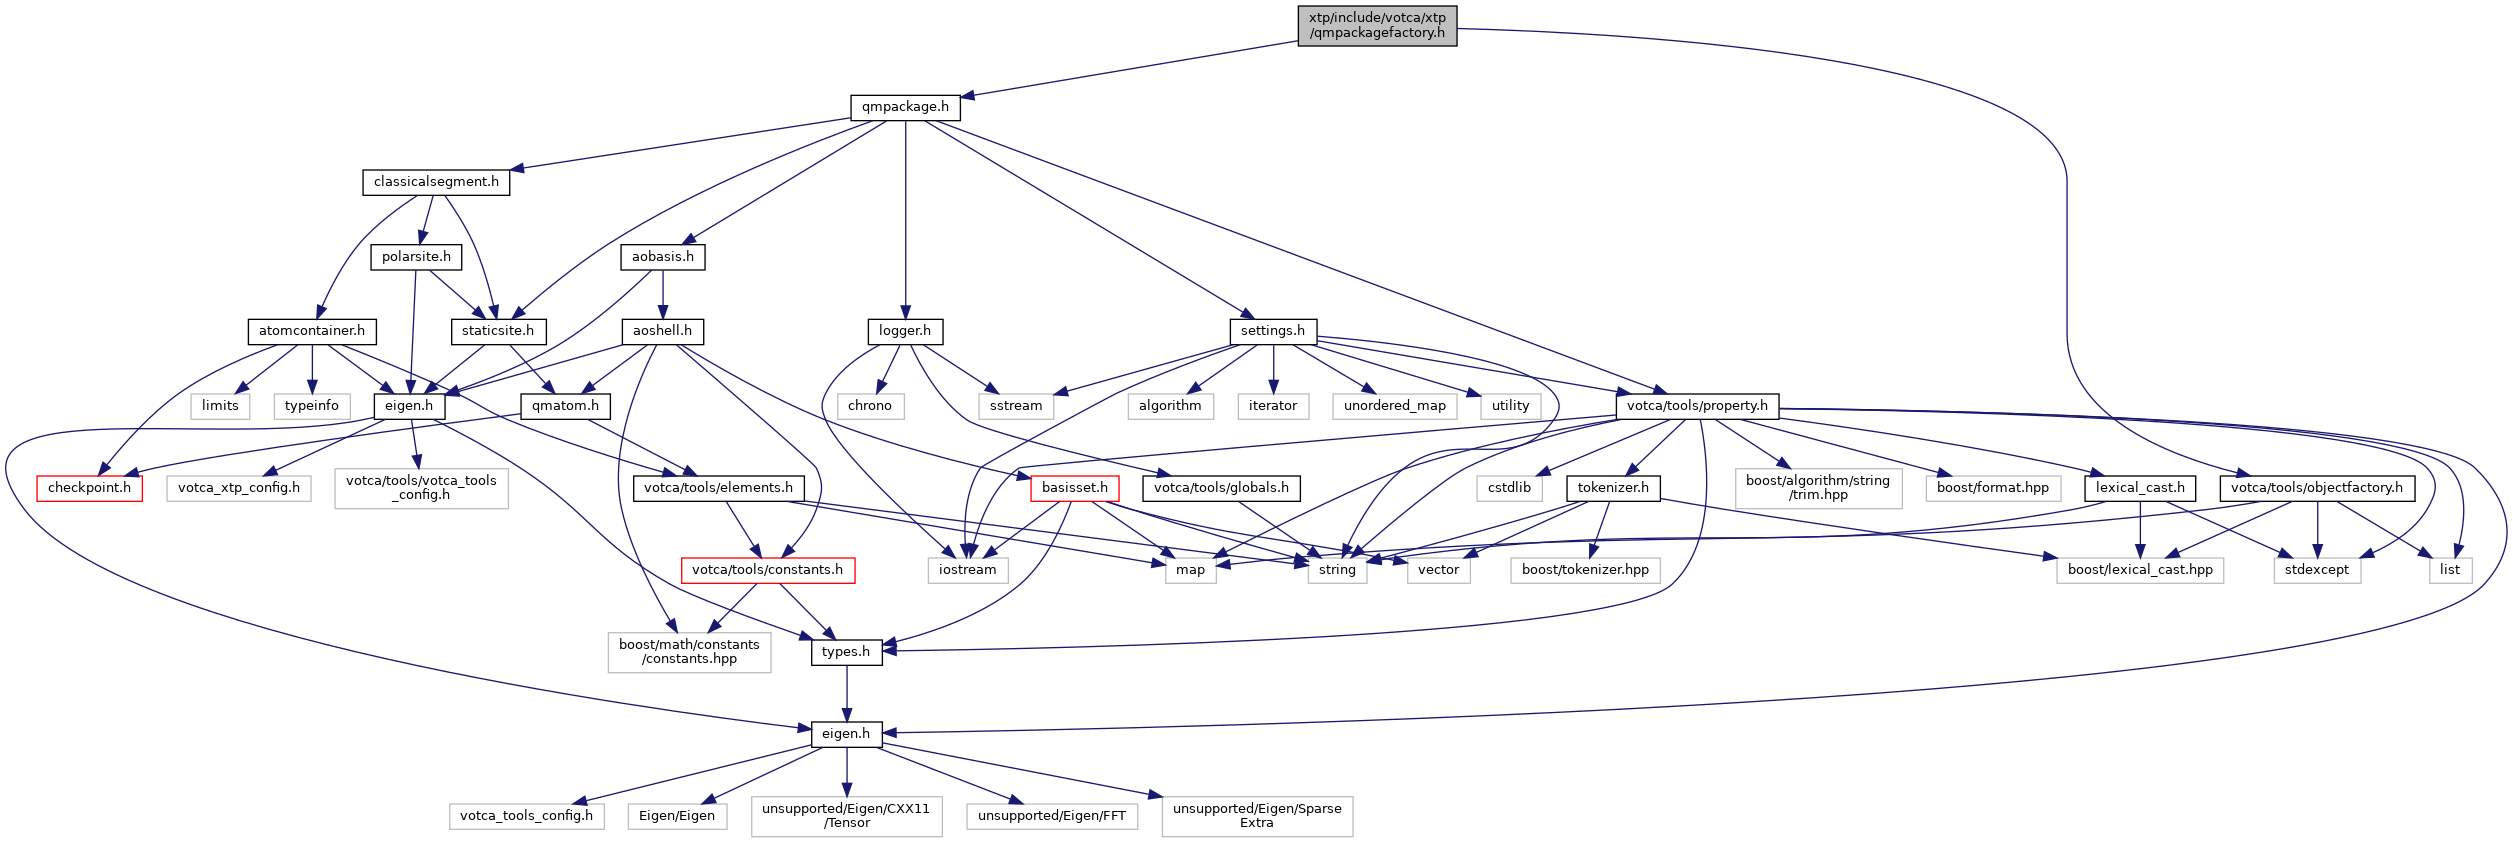 xtp/include/votca/xtp
/qmpackagefactory.h
qmpackage.h
classicalsegment.h
polarsite.h
aobasis.h
atomcontainer.h
staticsite.h
aoshell.h
logger.h
settings.h
limits
typeinfo
eigen.h
qmatom.h
chrono
sstream
algorithm
iterator
unordered_map
utility
votca/tools/property.h
checkpoint.h
votca_xtp_config.h
votca/tools/votca_tools
_config.h
votca/tools/elements.h
basisset.h
votca/tools/globals.h
cstdlib
tokenizer.h
boost/algorithm/string
/trim.hpp
boost/format.hpp
lexical_cast.h
votca/tools/objectfactory.h
votca/tools/constants.h
iostream
map
string
vector
boost/tokenizer.hpp
boost/lexical_cast.hpp
stdexcept
list
boost/math/constants
/constants.hpp
types.h
eigen.h
votca_tools_config.h
Eigen/Eigen
unsupported/Eigen/CXX11
/Tensor
unsupported/Eigen/FFT
unsupported/Eigen/Sparse
Extra